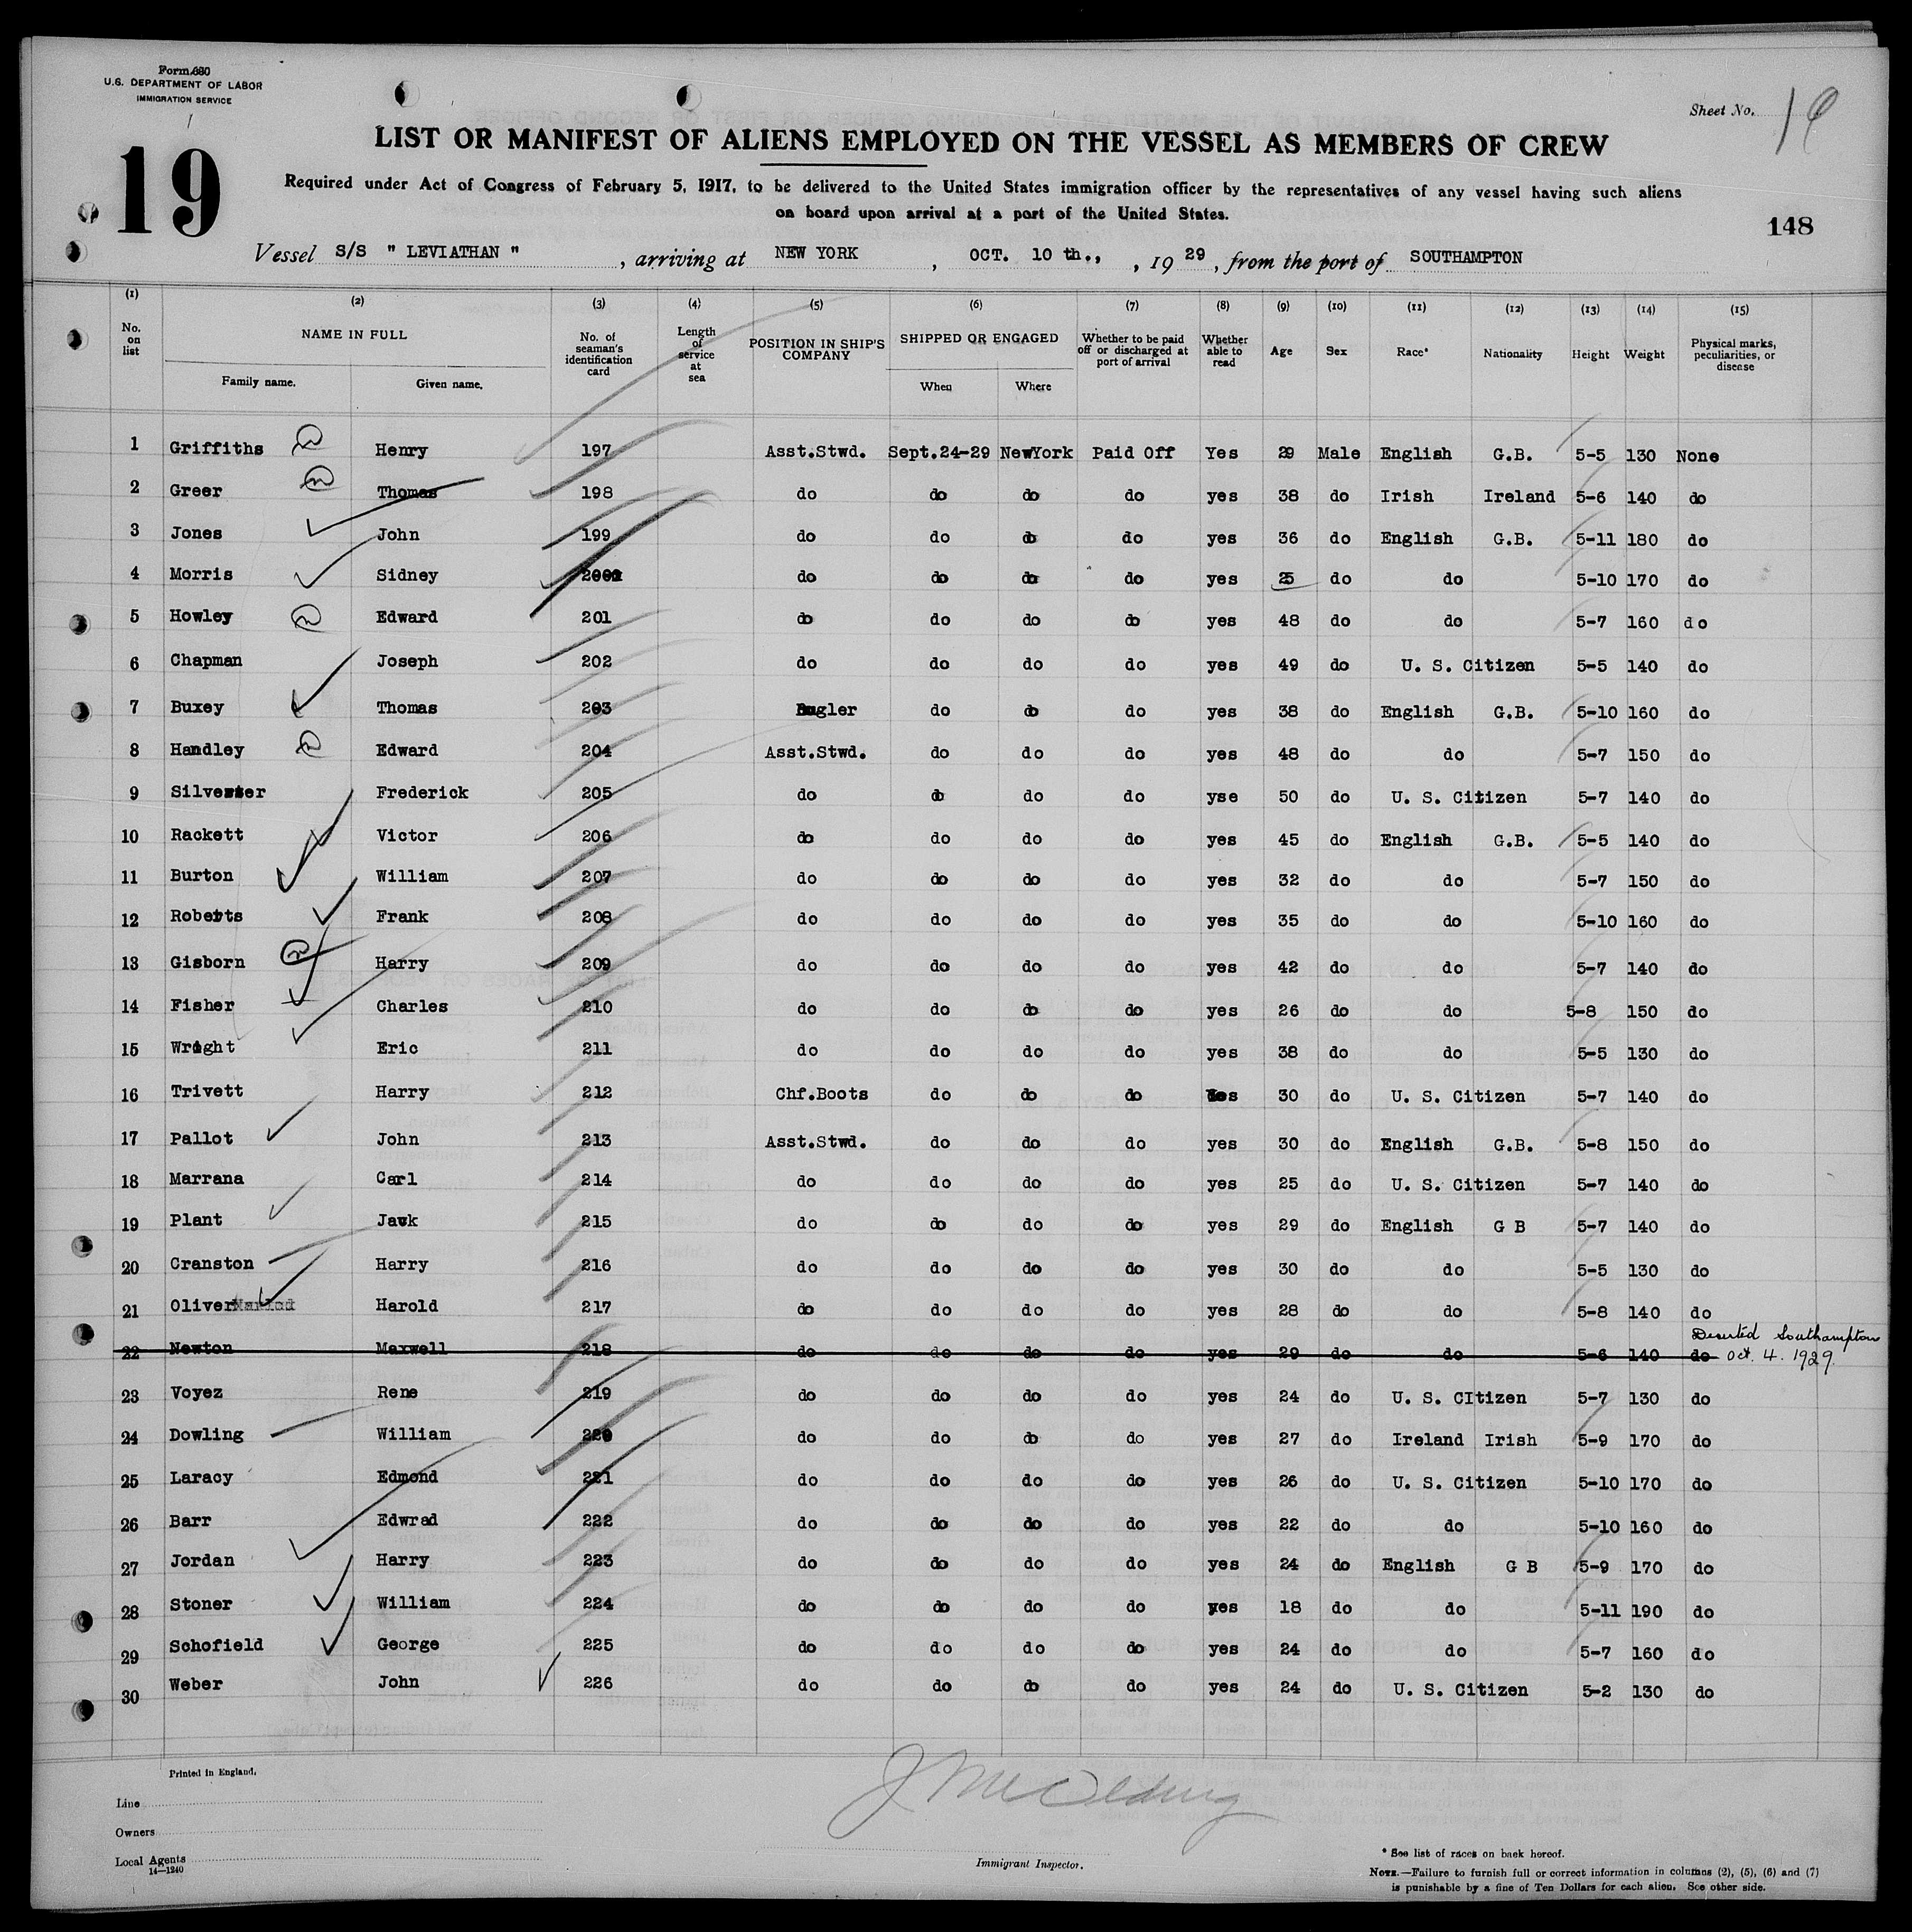 Form 680
U.S. DEPARTMENT OF LABOR
IMMIGRATION SERVICE
Sheet No.
19
LIST OR MANIFEST OF ALIENS EMPLOYED ON THE VESSEL AS MEMBERS OF CREW
Required under Act of Congress of February 5, 1917, to be delivered to the United States immigration officer by the representatives of any vessel having such aliens
on board upon arrival at a port of the United States.
148
Vessel S/S " LEVIATHAN " , arriving at NEW YORK , OCT. 10 th., , 19 29 , from the port of SOUTHAMPTON
(1) (2) (3) (4) (5) (6) (7) (8) (9) (10) (11) (12) (13) (14) (15)
No. on list NAME IN FULL Family name. Given name. No. of seaman's identification card Length of service at sea POSITION IN SHIP'S COMPANY SHIPPED OR ENGAGED When Where Whether to be paid off or discharged at port of arrival Whether able to read Age Sex Race* Nationality Height Weight Physical marks, peculiarities, or disease
1 Griffiths Henry 197 Asst.Stwd. Sept.24-29 NewYork Paid Off Yes 29 Male English G.B. 5-5 130 None
2 Greer Thomas 198 do do do do yes 38 do Irish Ireland 5-6 140 do
3 Jones John 199 do do do do yes 36 do English G.B. 5-11 180 do
4 Morris Sidney do do do do yes 25 do do 5-10 170 do
5 Howley Edward 201 do do do do yes 48 do do 5-7 160 do
6 Chapman Joseph 202 do do do do yes 49 do U. S. Citizen 5-5 140 do
7 Buxey Thomas 203 Bugler do do do yes 38 do English G.B. 5-10 160 do
8 Handley Edward 204 Asst.Stwd. do do do yes 48 do do 5-7 150 do
9 Silvester Frederick 205 do do do do yse 50 do U. S. Citizen 5-7 140 do
10 Rackett Victor 206 do do do do yes 45 do English G.B. 5-5 140 do
11 Burton William 207 do do do do yes 32 do do 5-7 150 do
12 Roberts Frank 208 do do do do yes 35 do do 5-10 160 do
13 Gisborn Harry 209 do do do do yes 42 do do 5-7 140 do
14 Fisher Charles 210 do do do do yes 26 do do 5-8 150 do
15 Wright Eric 211 do do do do yes 38 do do 5-5 130 do
16 Trivett Harry 212 Chf.Boots do do do Yes 30 do U. S. Citizen 5-7 140 do
17 Pallot John 213 Asst.Stwd. do do do yes 30 do English G.B. 5-8 150 do
18 Marrana Carl 214 do do do do yes 25 do U. S. Citizen 5-7 140 do
19 Plant Jack 215 do do do do yes 29 do English G B 5-7 140 do
20 Cranston Harry 216 do do do do yes 30 do do 5-5 130 do
21 Oliver Harold 217 do do do do yes 28 do do 5-8 140 do
22 Newton Maxwell 218 do do do do yes 29 do do 5-6 140 do Deserted Southampton Oct. 4. 1929.
23 Voyez Rene 219 do do do do yes 24 do U. S. CItizen 5-7 130 do
24 Dowling William 220 do do do do yes 27 do Ireland Irish 5-9 170 do
25 Laracy Edmond 221 do do do do yes 26 do U. S. Citizen 5-10 170 do
26 Barr Edwrad 222 do do do do yes 22 do do 5-10 160 do
27 Jordan Harry 223 do do do do yes 24 do English G B 5-9 170 do
28 Stoner William 224 do do do do yes 18 do do 5-11 190 do
29 Schofield George 225 do do do do yes 24 do do 5-7 160 do
30 Weber John 226 do do do do yes 24 do U. S. Citizen 5-2 130 do
Printed in England.
Line
Owners
Local Agents
14—1240
Immigrant Inspector.
* See list of races on back hereof.
NOTE.—Failure to furnish full or correct information in columns (2), (5), (6) and (7)
is punishable by a fine of Ten Dollars for each alien. See other side.